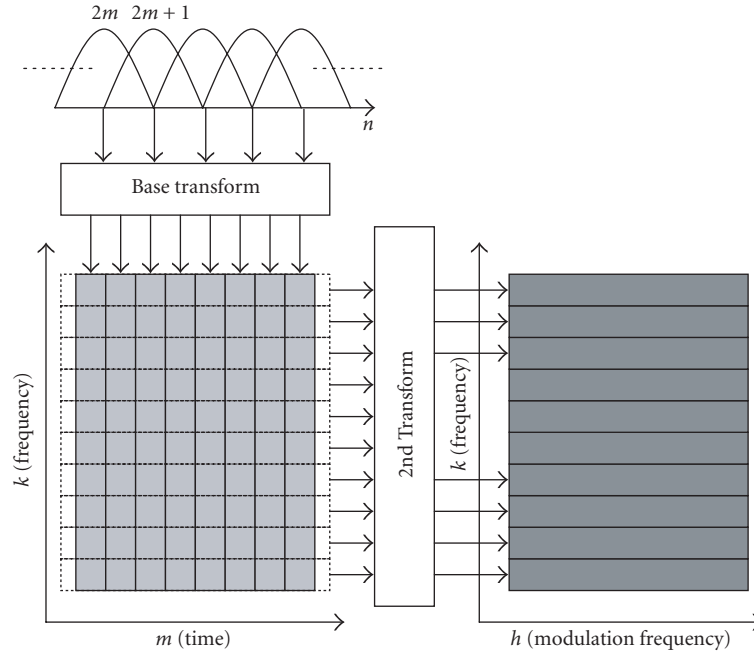 2m 2m + 1
n
Base transform
k (frequency)
m (time)
2nd Transform
k (frequency)
h (modulation frequency)